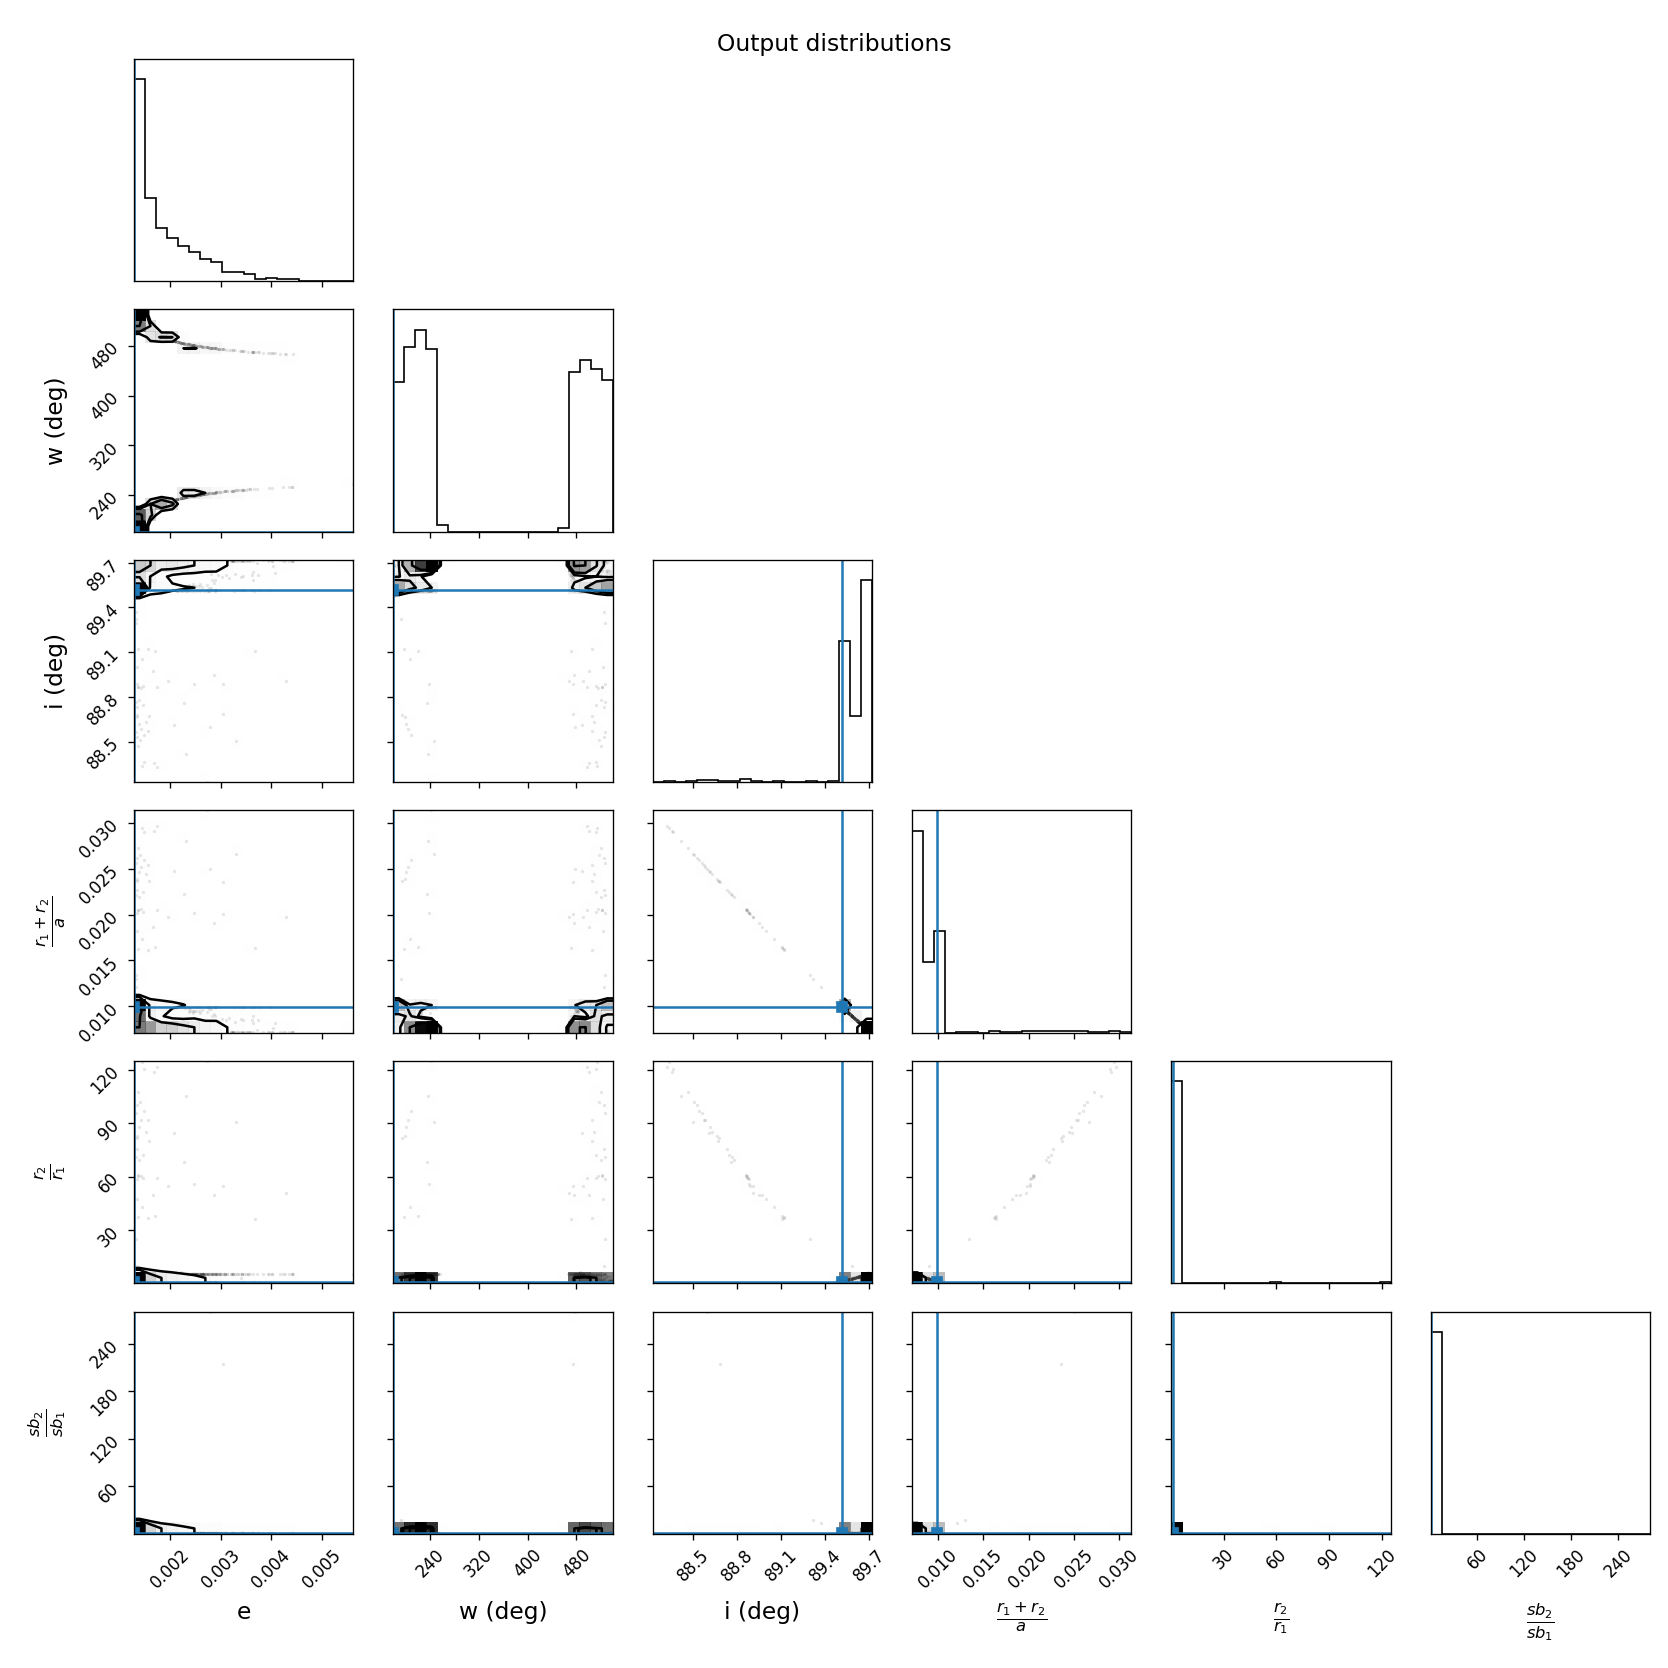 Output distributions
w (deg)
480
400
320
240
i (deg)
89.7
89.4
89.1
88.8
88.5
r₁ + r₂
a
0.030
0.025
0.020
0.015
0.010
r₂
r₁
120
90
60
30
sb₂
sb₁
240
180
120
60
0.002 0.003 0.004 0.005 240 320 400 480 88.5 88.8 89.1 89.4 89.7 0.010 0.015 0.020 0.025 0.030 30 60 90 120 60 120 180 240
e w (deg) i (deg) r₁ + r₂ r₂ sb₂
a r₁ sb₁